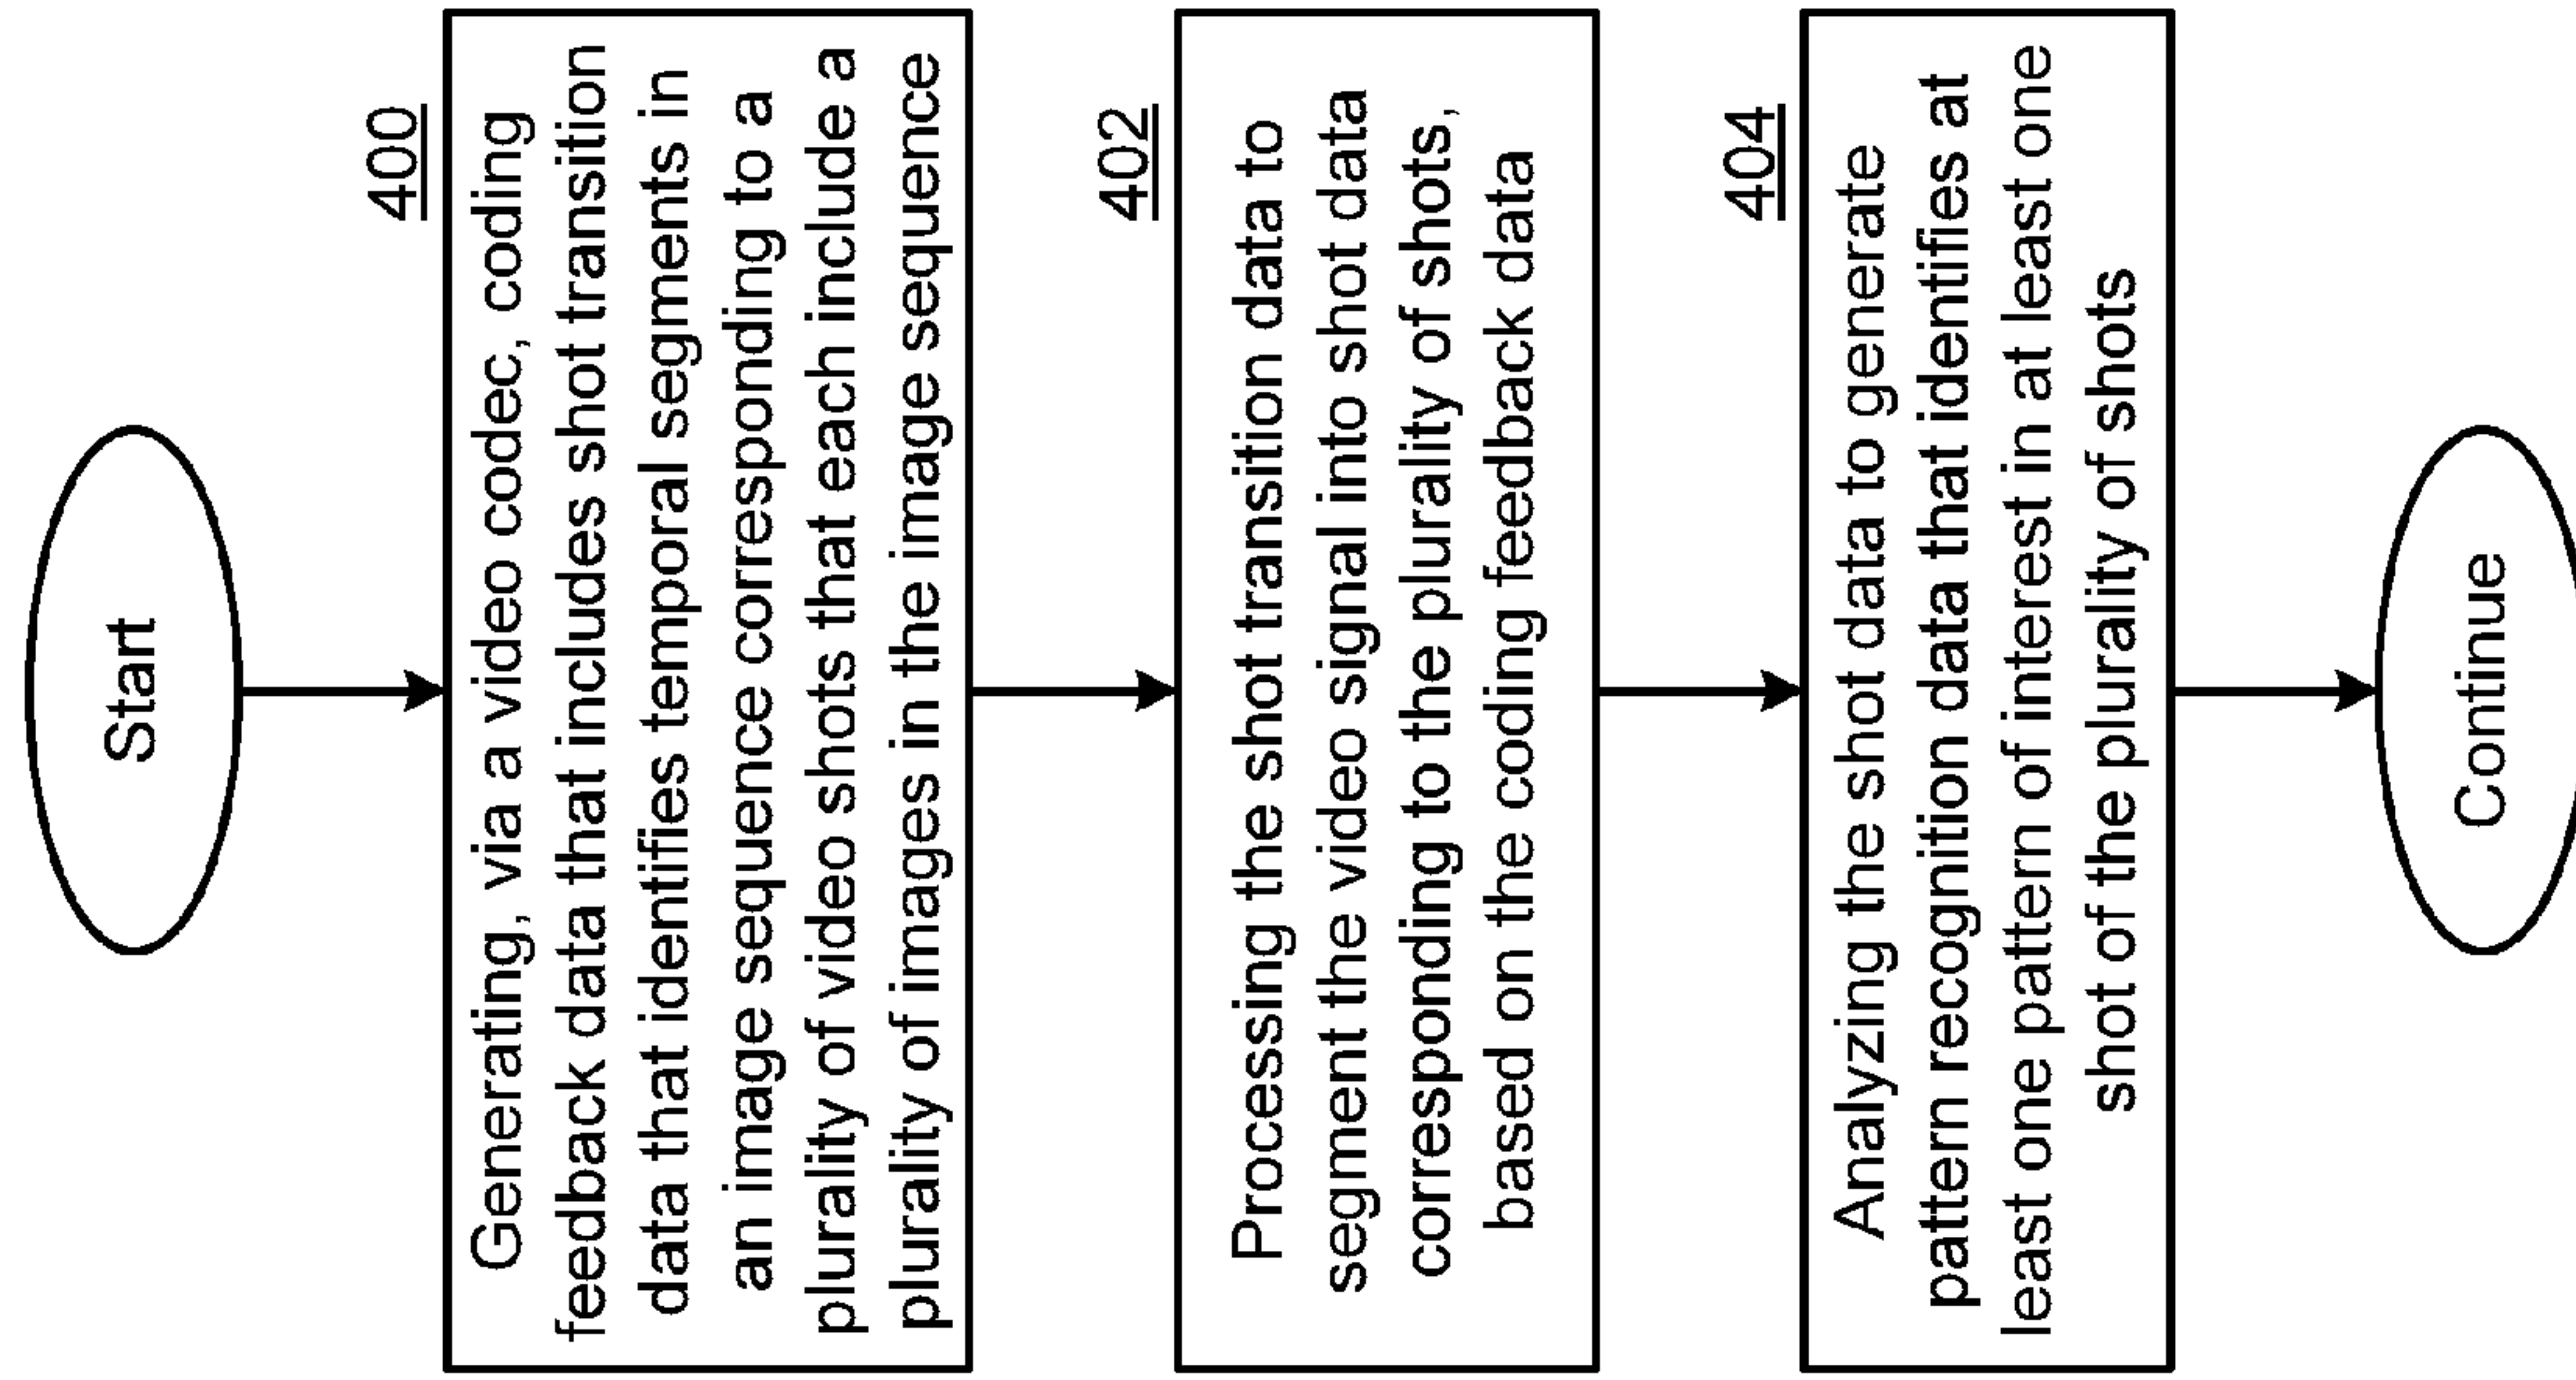 Start
400
Generating, via a video codec, coding
feedback data that includes shot transition
data that identifies temporal segments in
an image sequence corresponding to a
plurality of video shots that each include a
plurality of images in the image sequence
402
Processing the shot transition data to
segment the video signal into shot data
corresponding to the plurality of shots,
based on the coding feedback data
404
Analyzing the shot data to generate
pattern recognition data that identifies at
least one pattern of interest in at least one
shot of the plurality of shots
Continue